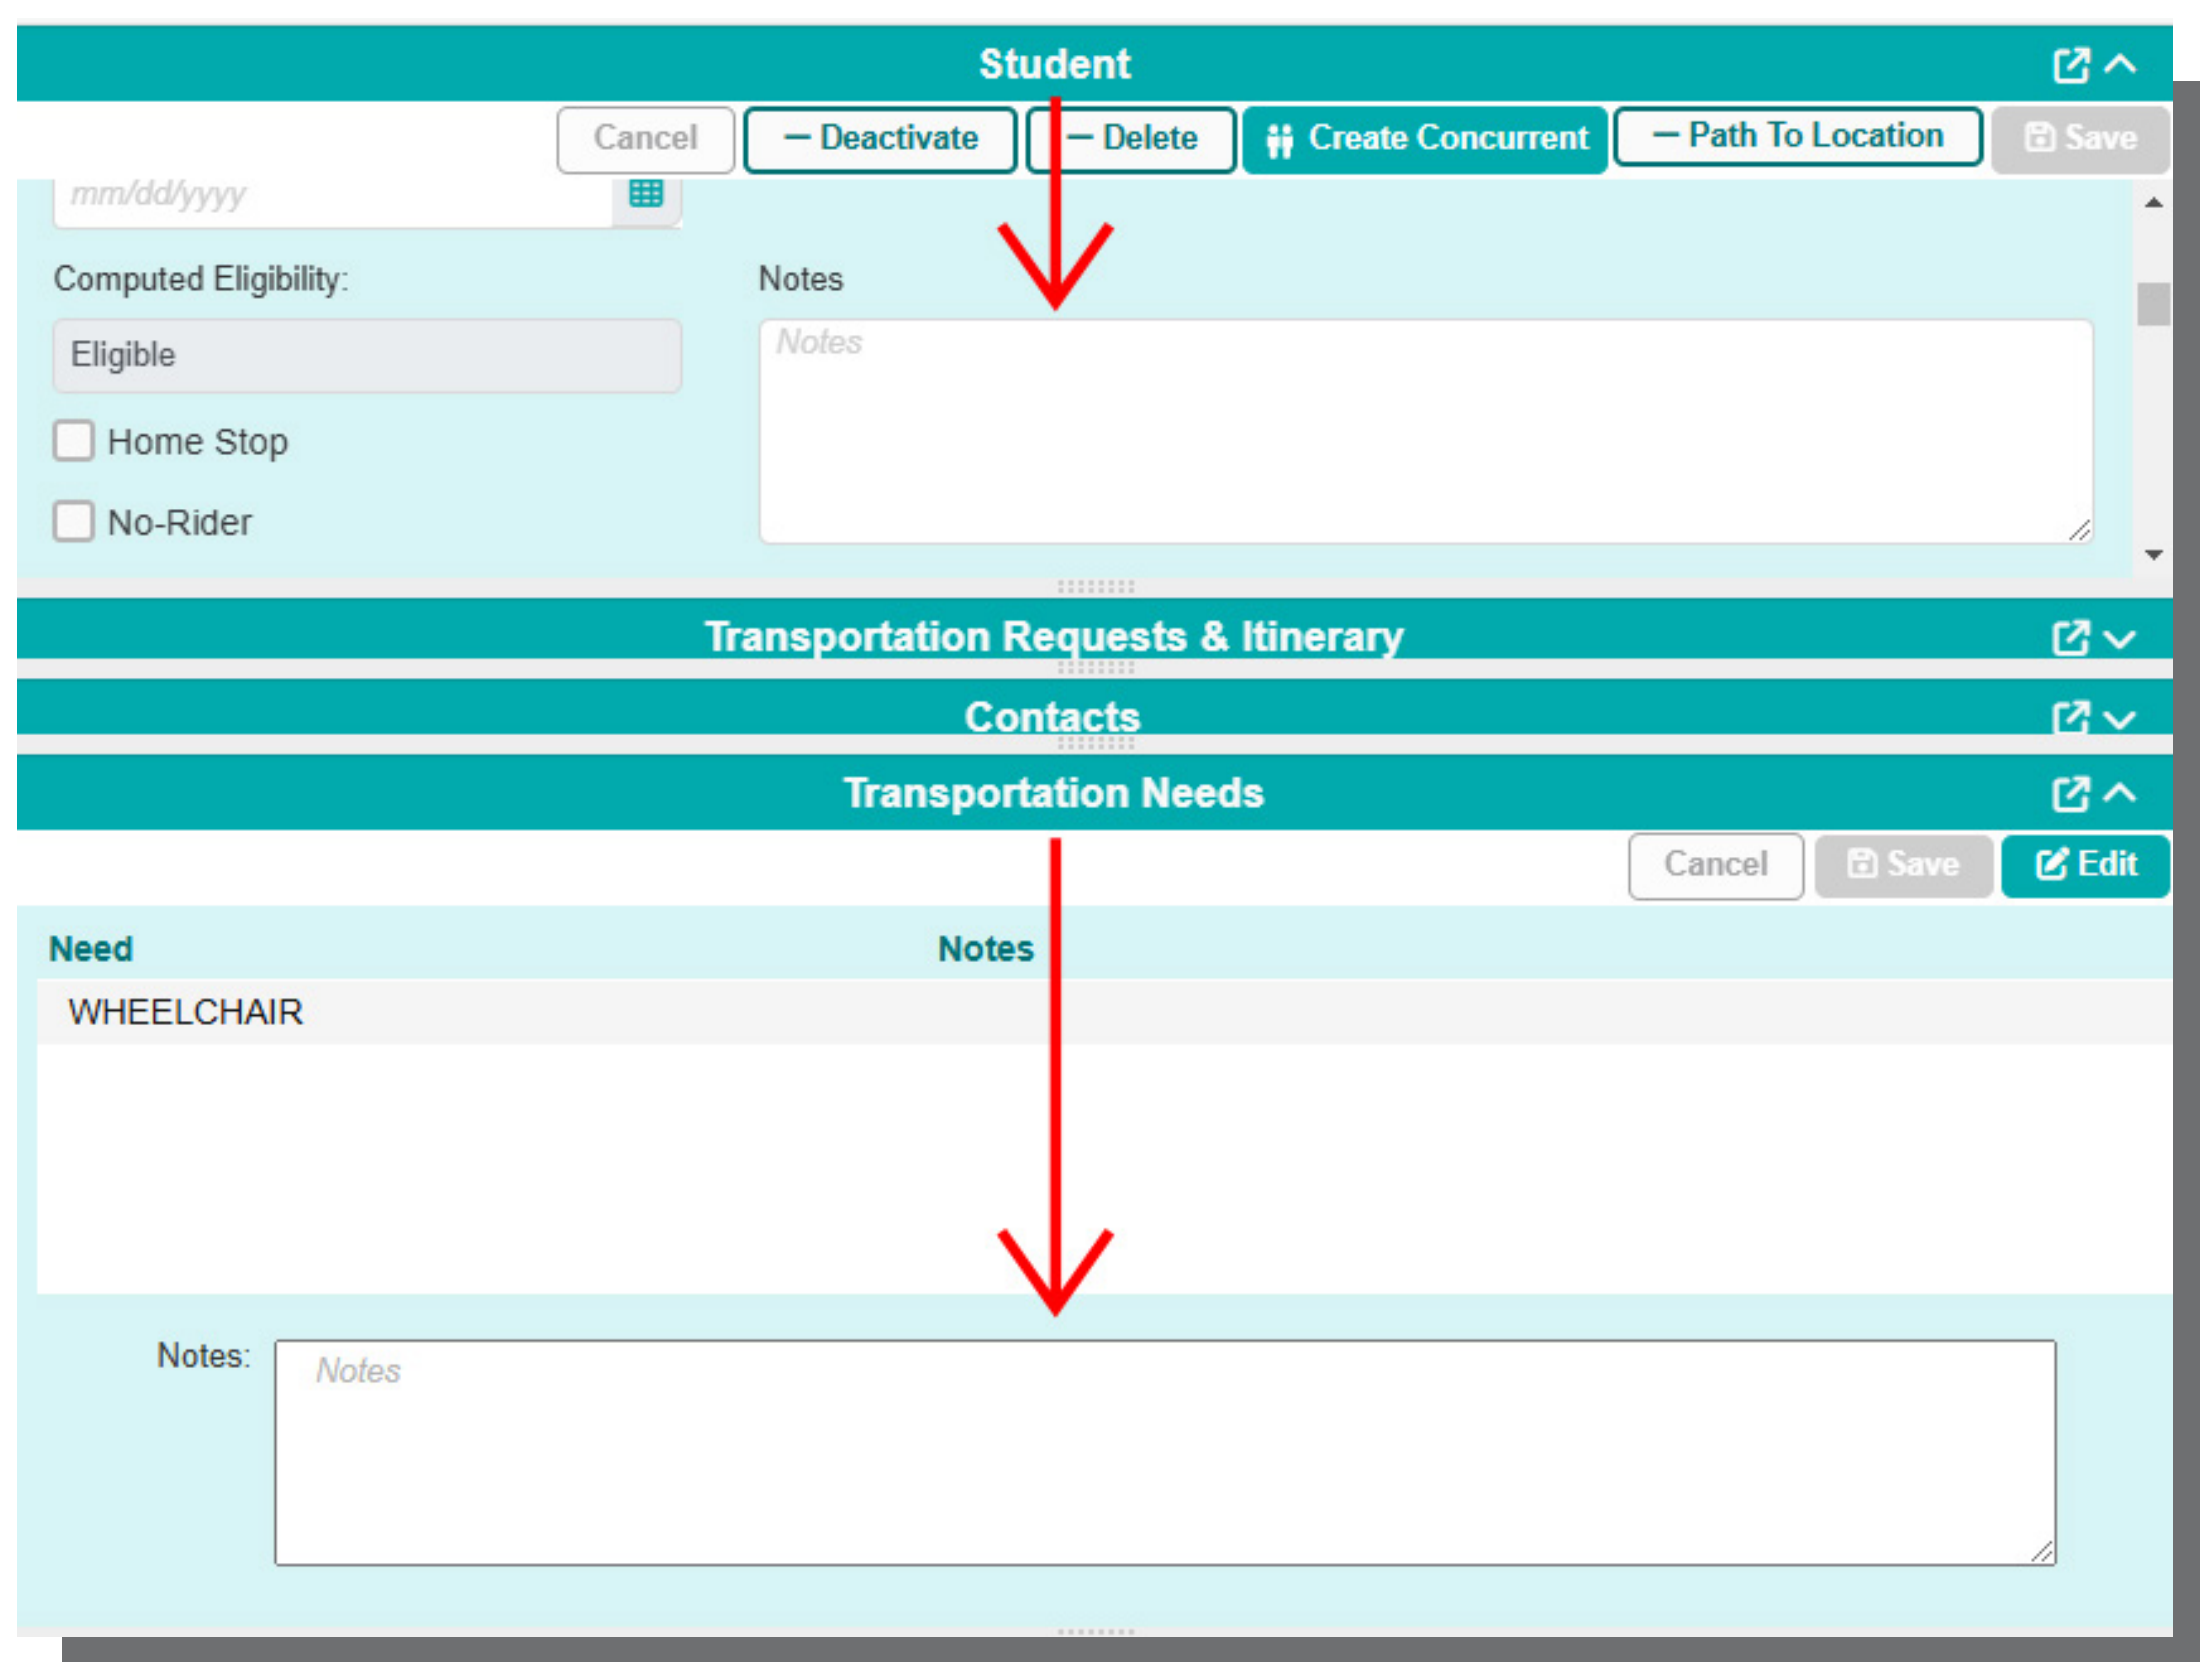 Student
Cancel — Deactivate — Delete Create Concurrent — Path To Location Save
mm/dd/yyyy
Computed Eligibility:
Notes
Eligible
Notes
Home Stop
No-Rider
Transportation Requests & Itinerary
Contacts
Transportation Needs
Cancel Save Edit
Need Notes
WHEELCHAIR
Notes:
Notes